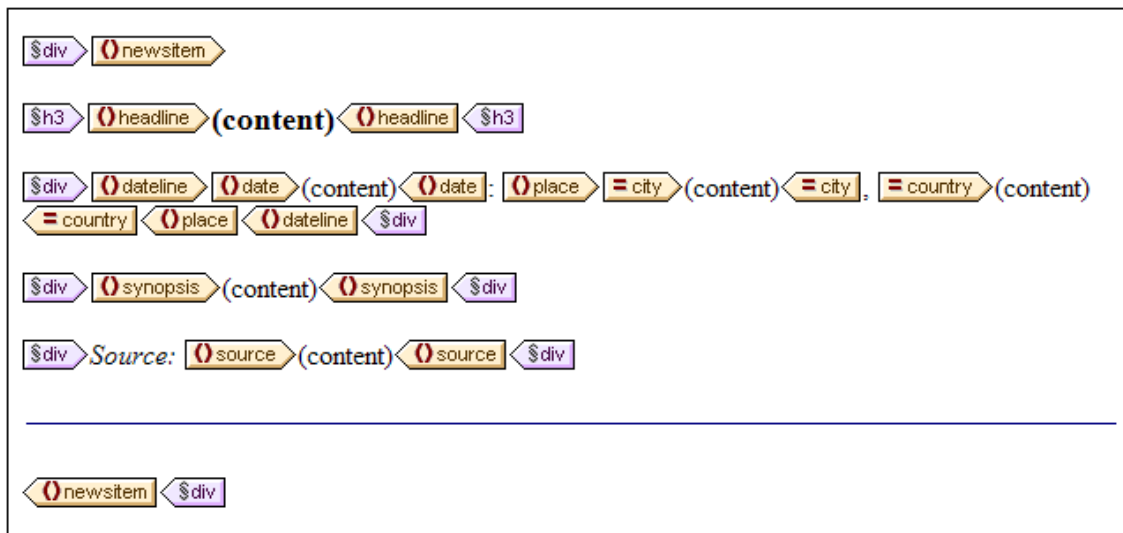 §div ()newsitem
§h3 ()headline (content) ()headline §h3
§div ()dateline ()date (content) ()date : ()place =city (content) =city , =country (content)
=country ()place ()dateline §div
§div ()synopsis (content) ()synopsis §div
§div Source: ()source (content) ()source §div
()newsitem §div